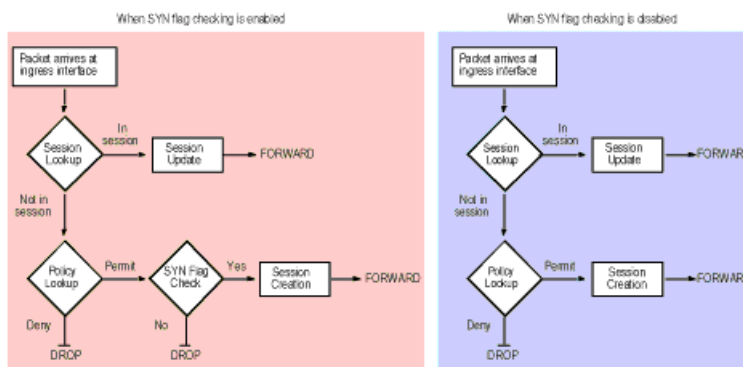 When SYN flag checking is enabled
Packet arrives at
ingress interface
Session
Lookup
In
session
Session
Update
FORWARD
Not in
session
Policy
Lookup
Permit
SYN Flag
Check
Yes
Session
Creation
FORWARD
Deny
No
DROP
DROP
When SYN flag checking is disabled
Packet arrives at
ingress interface
Session
Lookup
In
session
Session
Update
FORWAR
Not in
session
Policy
Lookup
Permit
Session
Creation
FORWAR
Deny
DROP